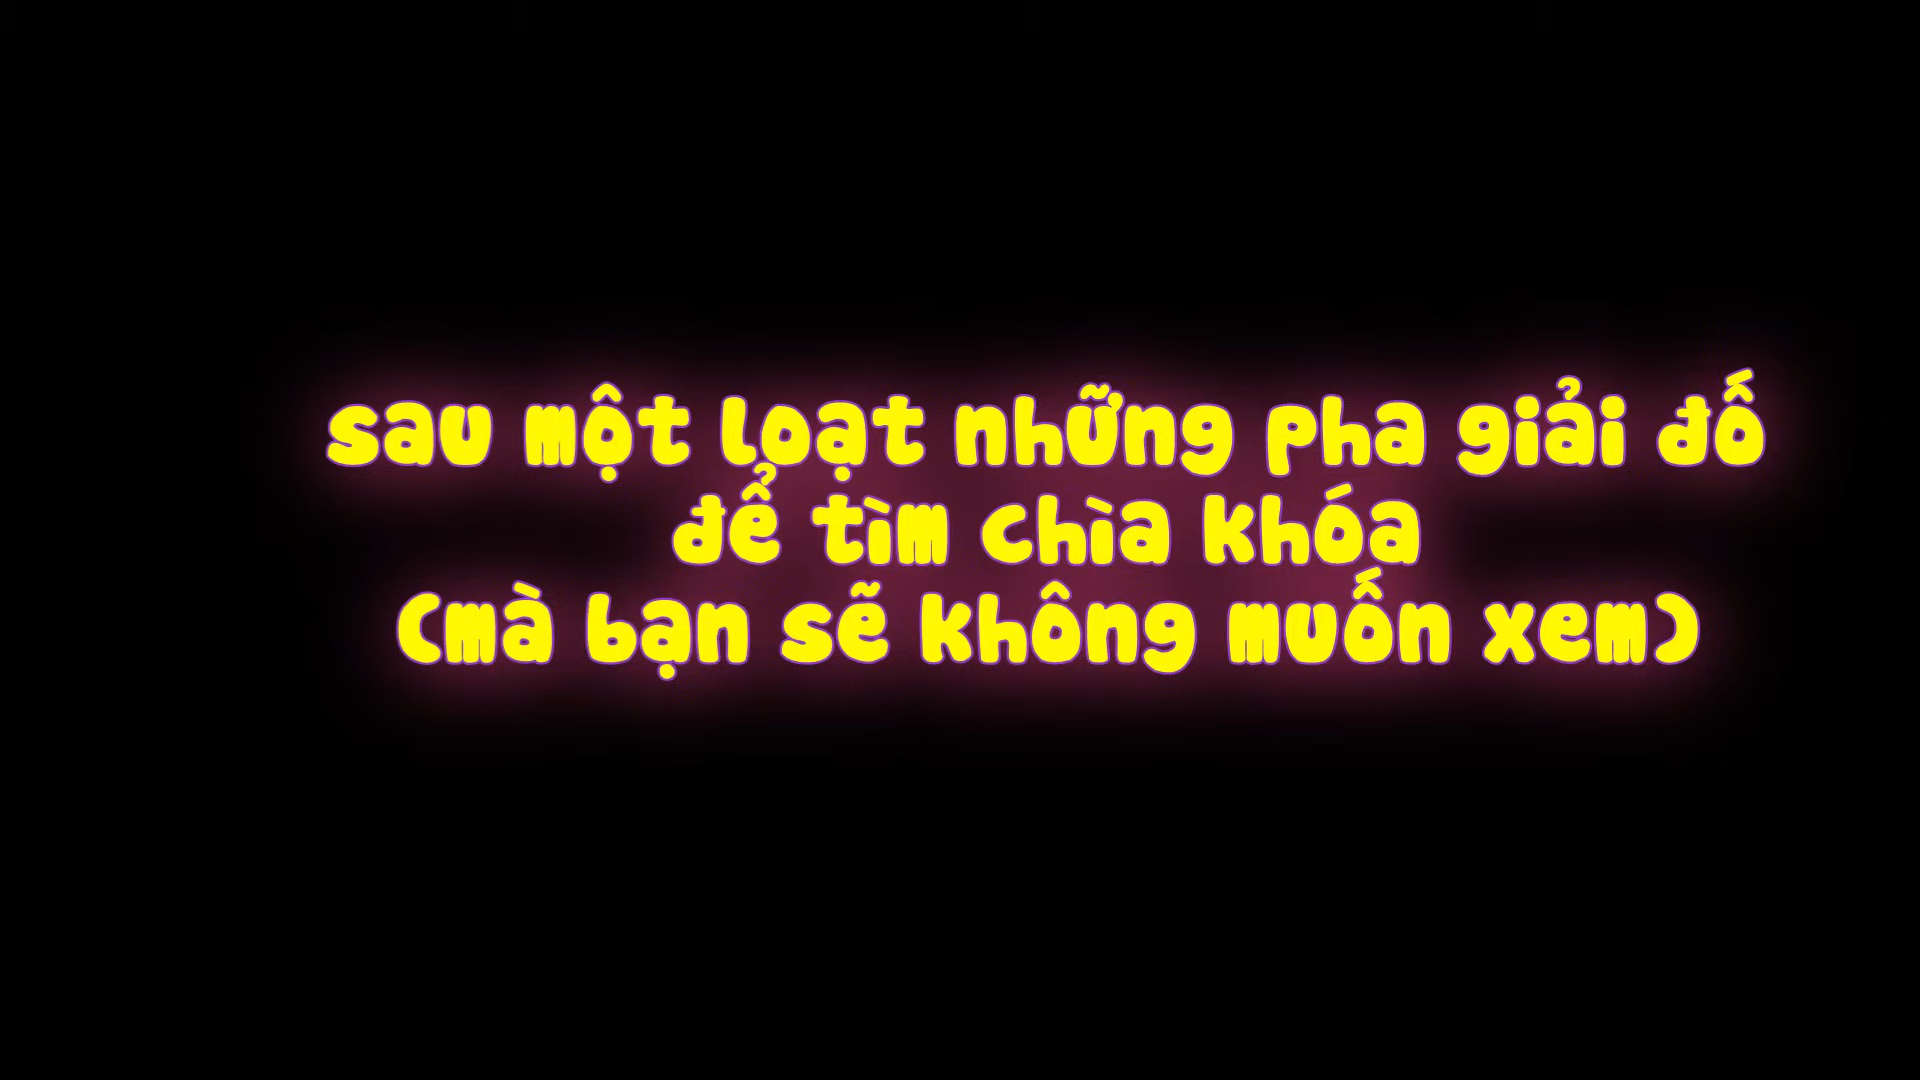 sau một loạt những pha giải đố
để tìm chìa khóa
(mà bạn sẽ không muốn xem)